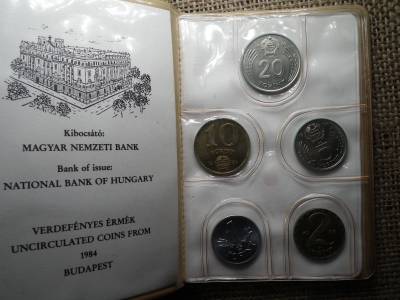 Kibocsátó:
MAGYAR NEMZETI BANK
Bank of issue:
NATIONAL BANK OF HUNGARY
VERDEFÉNYES ÉRMÉK
UNCIRCULATED COINS FROM
1984
BUDAPEST
20
10
2